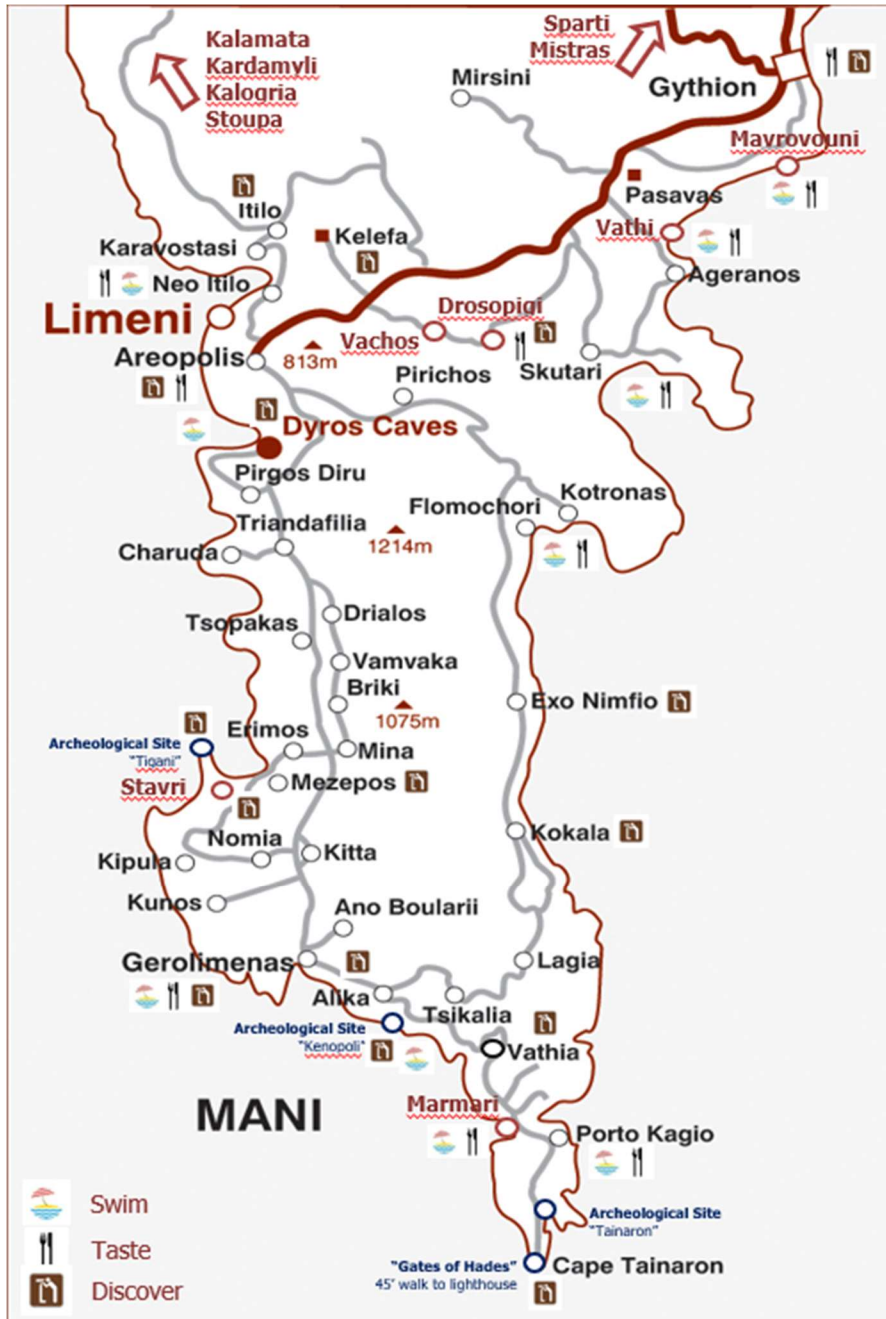 Kalamata
Kardamyli
Kalogria
Stoupa
Sparti
Mistras
Mirsini
Gythion
Mavrovouni
Pasavas
Itilo
Vathi
Kelefa
Karavostasi
Ageranos
Neo Itilo
Drosopigi
Limeni
Vachos
Areopolis
813m
Skutari
Pirichos
Dyros Caves
Pirgos Diru
Kotronas
Flomochori
Triandafilia
1214m
Charuda
Drialos
Tsopakas
Vamvaka
Briki
Exo Nimfio
1075m
Erimos
Archeological Site
"Tigani"
Mina
Mezepos
Stavri
Kokala
Nomia
Kitta
Kipula
Kunos
Ano Boularii
Gerolimenas
Lagia
Alika
Tsikalia
Archeological Site
"Kenopoli"
Vathia
Marmari
MANI
Porto Kagio
Swim
Archeological Site
"Tainaron"
Taste
"Gates of Hades"
45' walk to lighthouse
Cape Tainaron
Discover